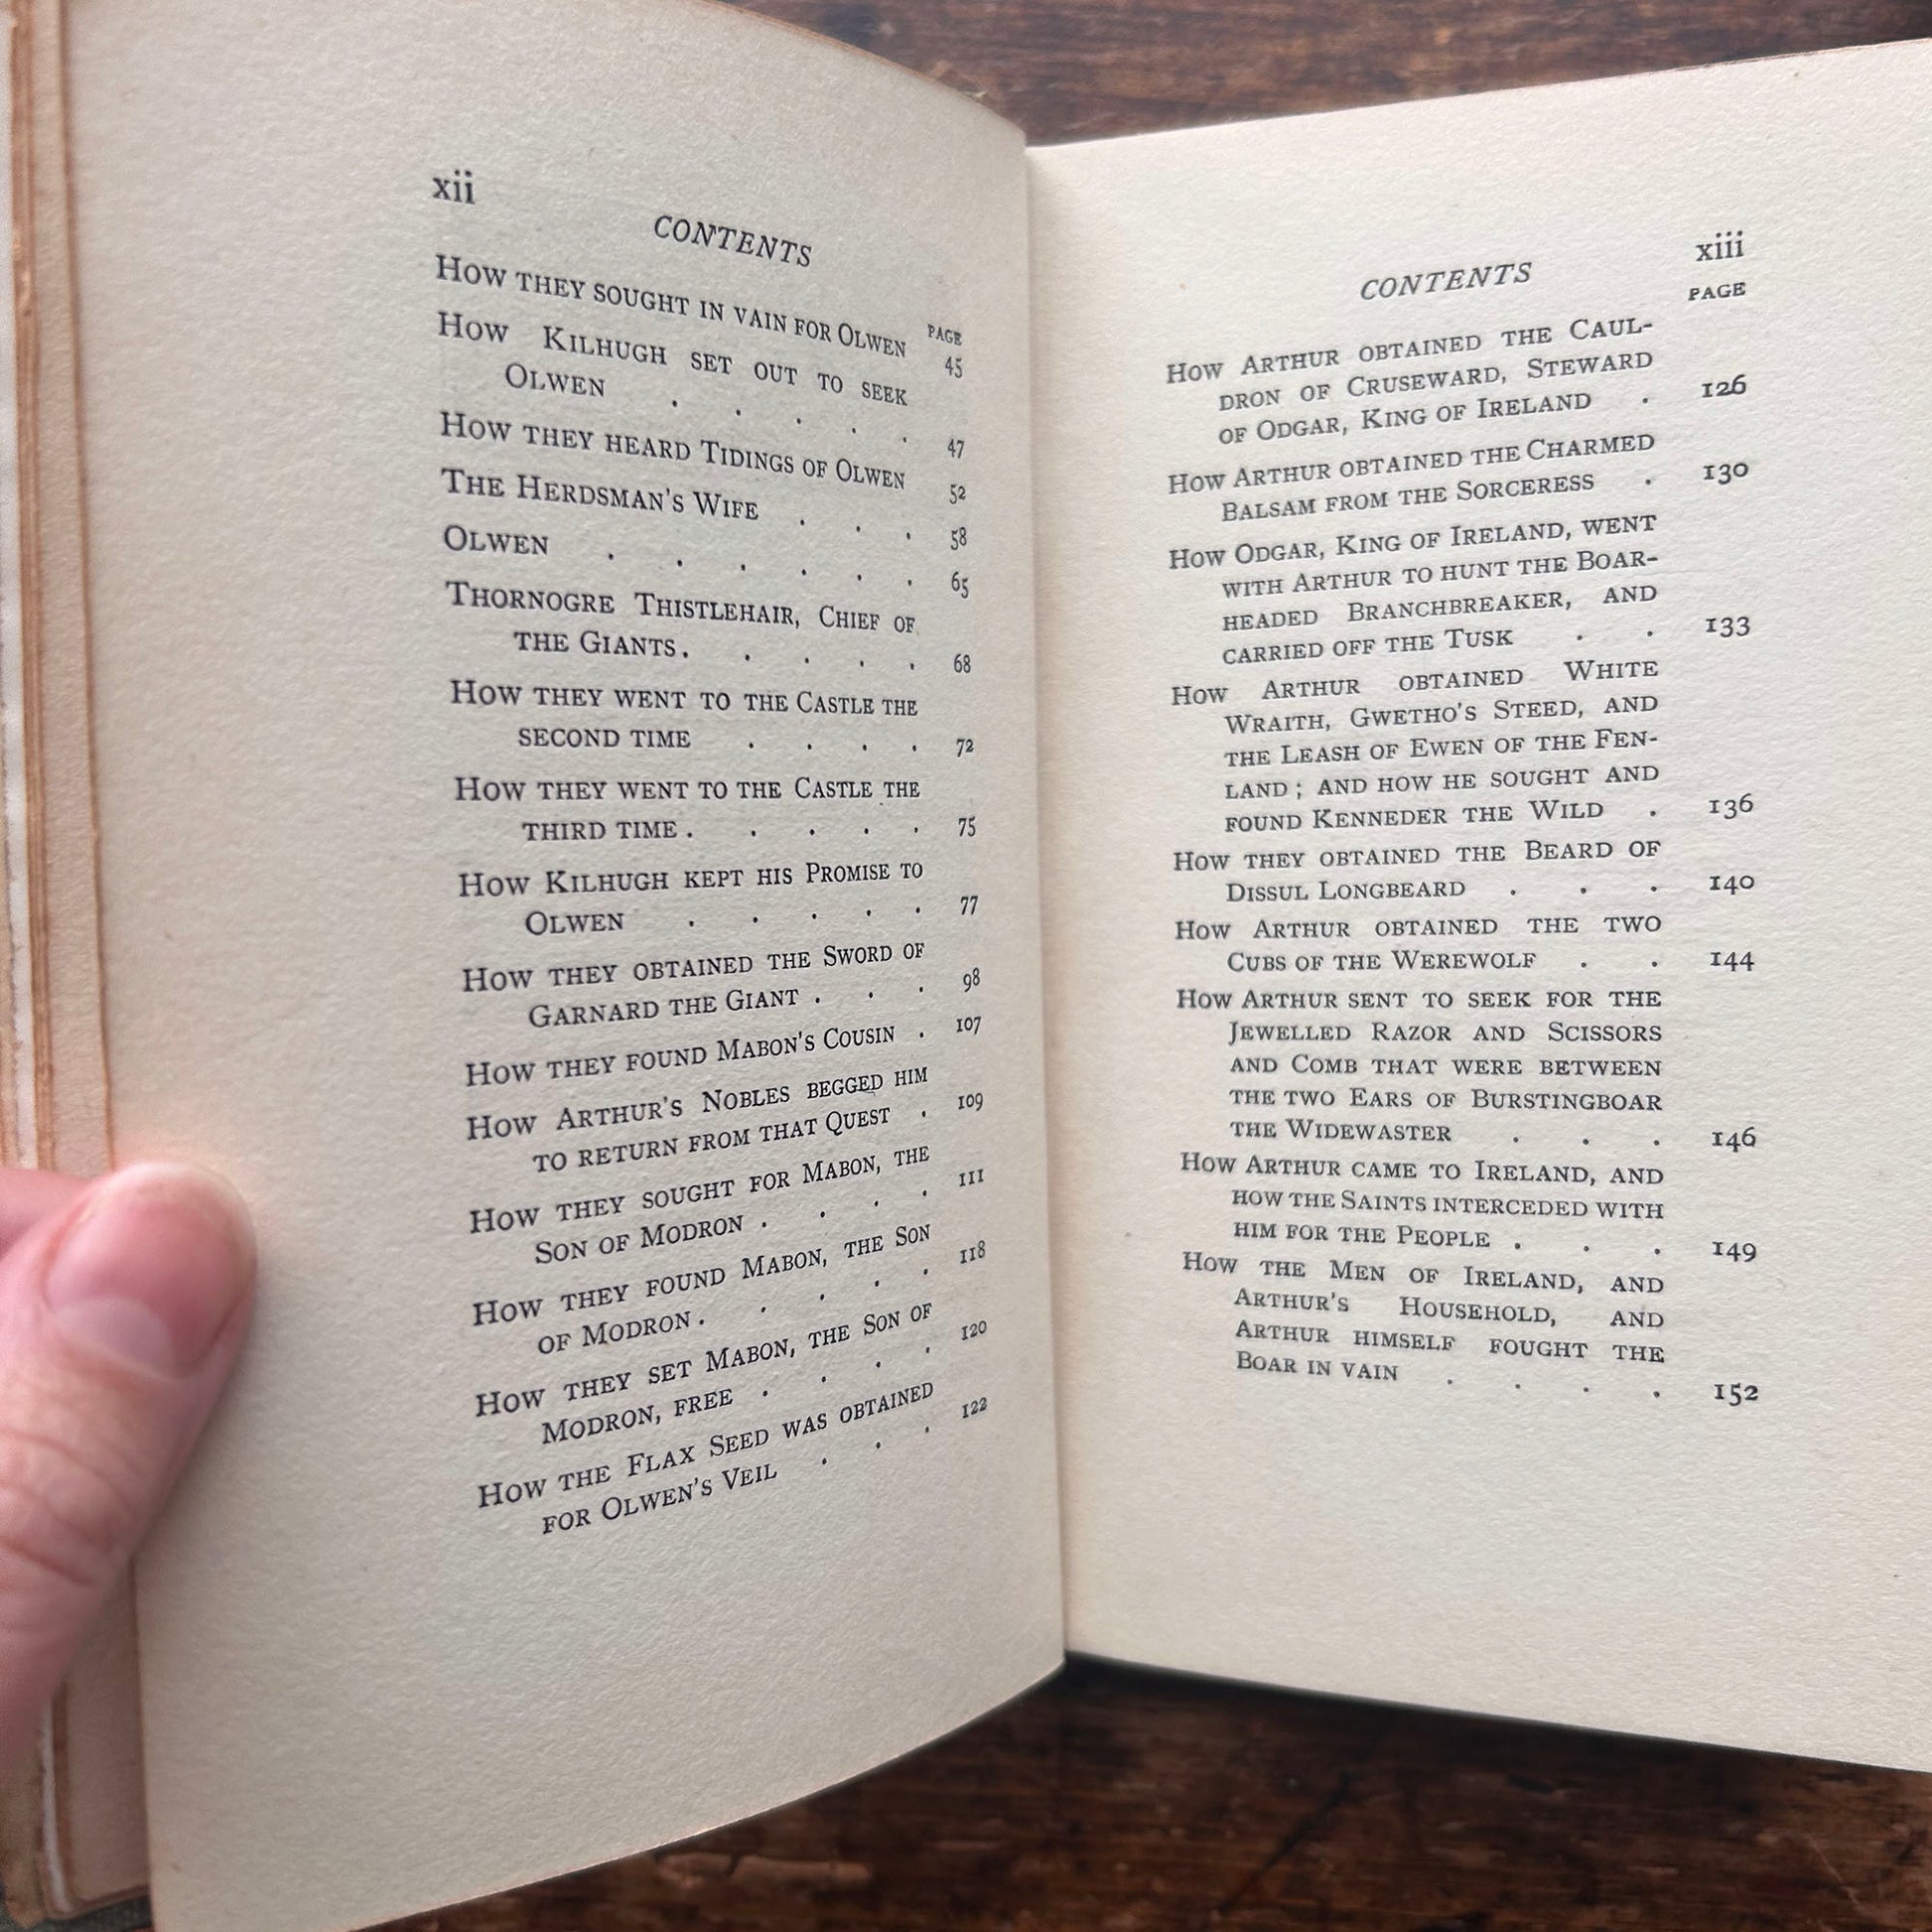 xii
CONTENTS
PAGE
How they sought in vain for Olwen 45
How Kilhugh set out to seek
Olwen . . . . . 47
How they heard Tidings of Olwen 52
The Herdsman's Wife . . . 58
Olwen . . . . . . 65
Thornogre Thistlehair, Chief of
the Giants . . . . . 68
How they went to the Castle the
second time . . . . 72
How they went to the Castle the
third time . . . . . 75
How Kilhugh kept his Promise to
Olwen . . . . . 77
How they obtained the Sword of
Garnard the Giant . . . 98
How they found Mabon's Cousin . 107
How Arthur's Nobles begged him
to return from that Quest . 109
How they sought for Mabon, the
Son of Modron . . . . 111
How they found Mabon, the Son
of Modron . . . . . 118
How they set Mabon, the Son of
Modron, free . . . . 120
How the Flax Seed was obtained
for Olwen's Veil . . . 122
xiii
CONTENTS
PAGE
How Arthur obtained the Caul-
dron of Cruseward, Steward
of Odgar, King of Ireland . 126
How Arthur obtained the Charmed
Balsam from the Sorceress . 130
How Odgar, King of Ireland, went
with Arthur to hunt the Boar-
headed Branchbreaker, and
carried off the Tusk . . 133
How Arthur obtained White
Wraith, Gwetho's Steed, and
the Leash of Ewen of the Fen-
land ; and how he sought and
found Kenneder the Wild . 136
How they obtained the Beard of
Dissul Longbeard . . . 140
How Arthur obtained the two
Cubs of the Werewolf . . 144
How Arthur sent to seek for the
Jewelled Razor and Scissors
and Comb that were between
the two Ears of Burstingboar
the Widewaster . . . 146
How Arthur came to Ireland, and
how the Saints interceded with
him for the People . . . 149
How the Men of Ireland, and
Arthur's Household, and
Arthur himself fought the
Boar in vain . . . . 152